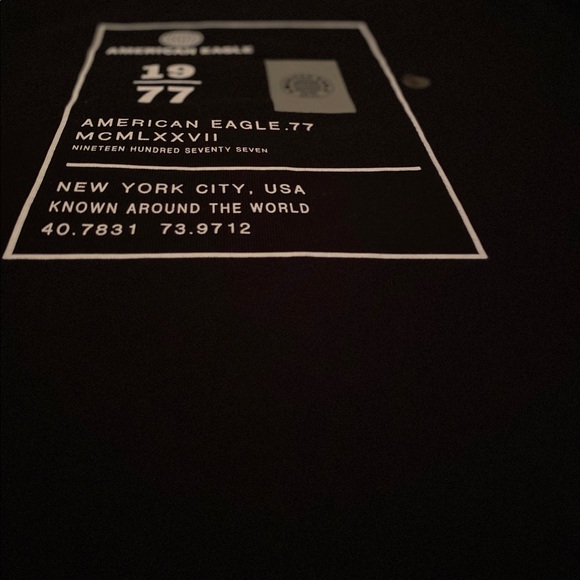 AMERICAN EAGLE
19
77
AMERICAN EAGLE.77
MCMLXXVII
NINETEEN HUNDRED SEVENTY SEVEN
NEW YORK CITY, USA
KNOWN AROUND THE WORLD
40.7831 73.9712